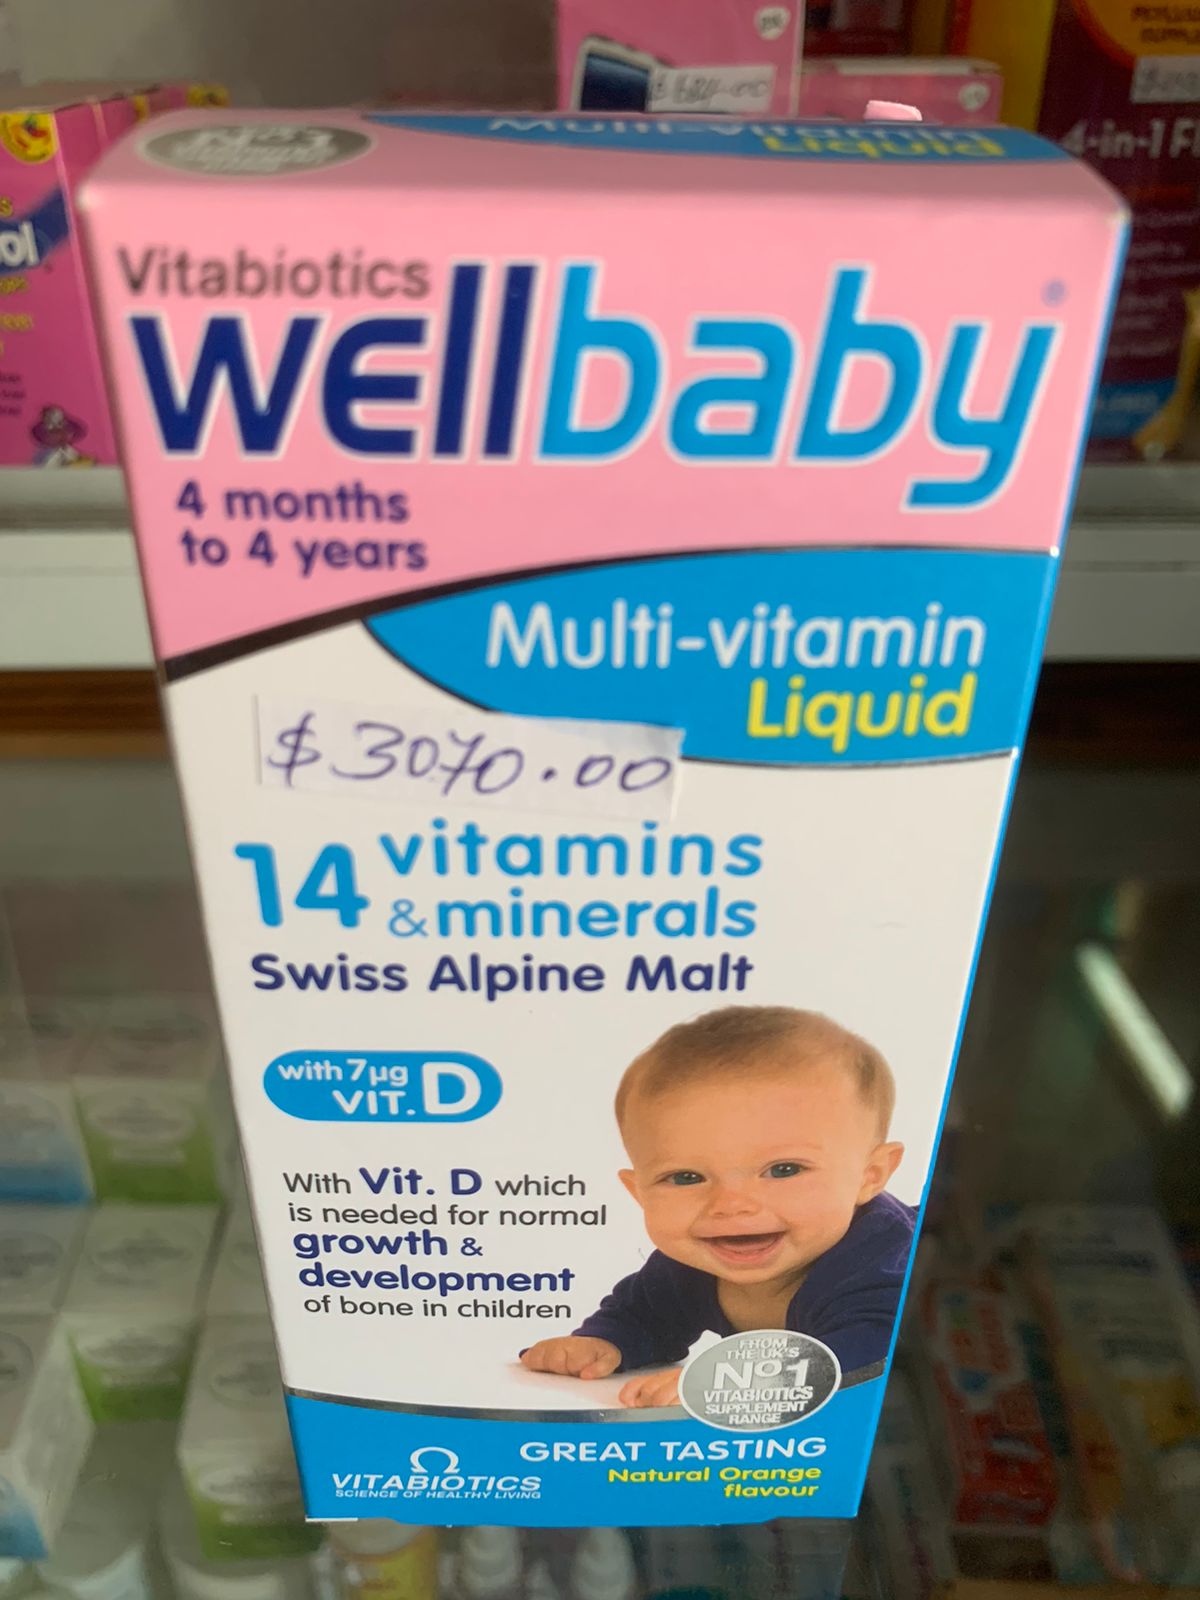 Multi-vitamin
Liquid
Vitabiotics
wellbaby®
4 months
to 4 years
Multi-vitamin
Liquid
$3070.00
14 vitamins
& minerals
Swiss Alpine Malt
with 7µg
VIT. D
With Vit. D which
is needed for normal
growth &
development
of bone in children
FROM
THE UK'S
Nº1
VITABIOTICS
SUPPLEMENT
RANGE
GREAT TASTING
Natural Orange
flavour
VITABIOTICS
SCIENCE OF HEALTHY LIVING
4-in-1